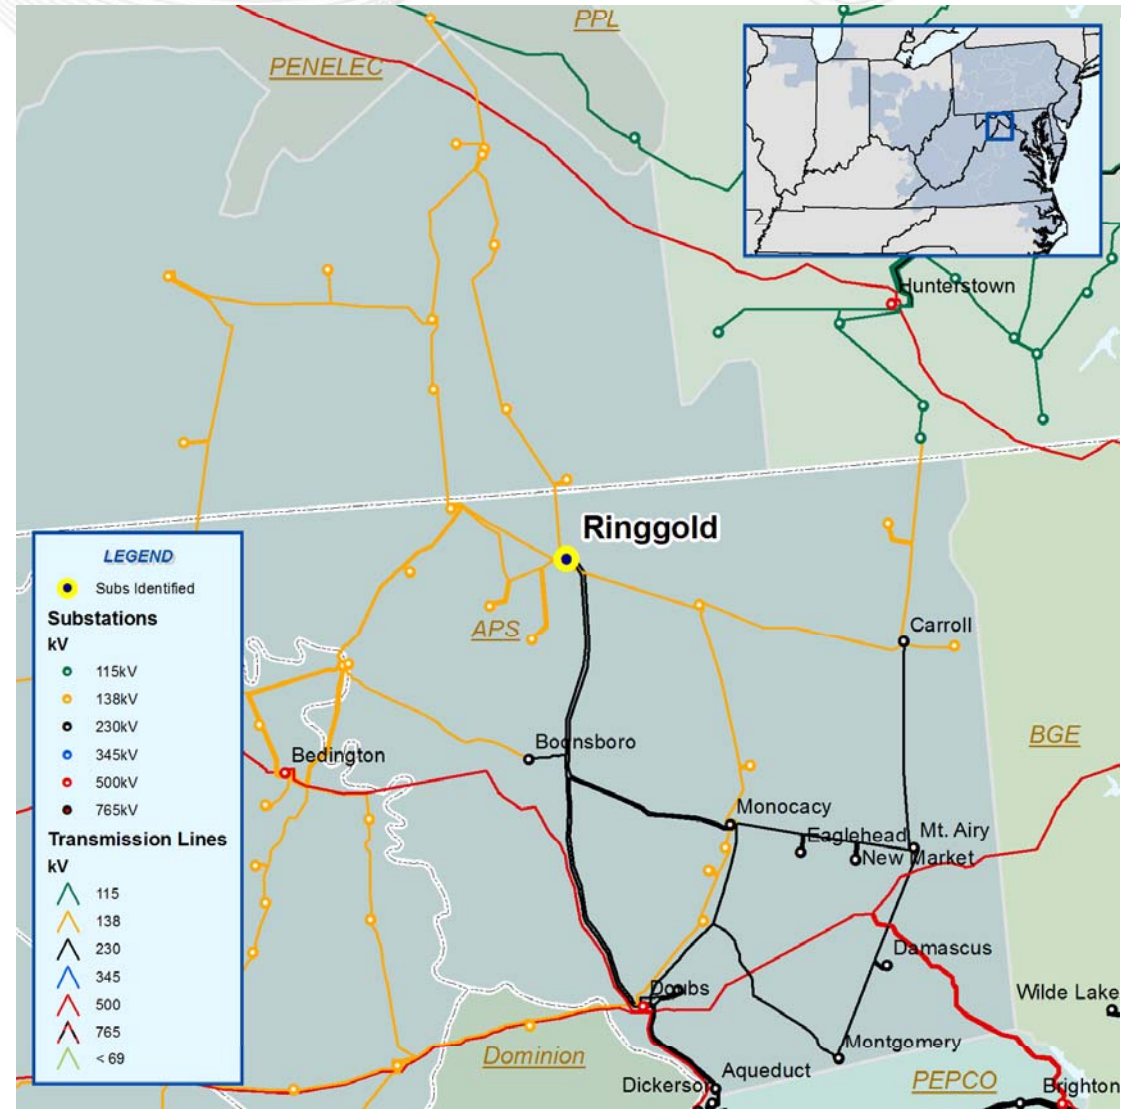 PPL
PENELEC
Hunterstown
Ringgold
APS
Carroll
BGE
Boonsboro
Bedington
Monocacy
Eaglehead
Mt. Airy
New Market
Damascus
Doubs
Wilde Lake
Montgomery
Dominion
Aqueduct
PEPCO
Dickerson
Brighton
LEGEND
Subs Identified
Substations
kV
115kV
138kV
230kV
345kV
500kV
765kV
Transmission Lines
kV
115
138
230
345
500
765
< 69